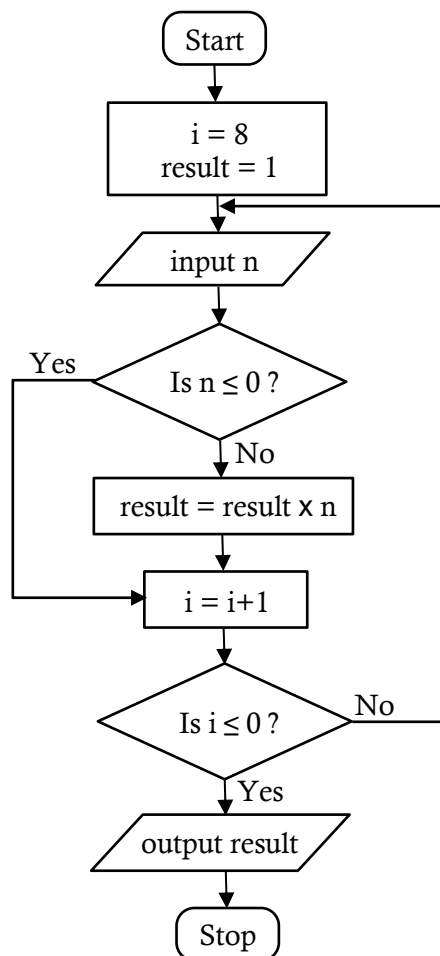 Start
i = 8
result = 1
input n
Yes
Is n ≤ 0 ?
No
result = result x n
i = i+1
Is i ≤ 0 ?
No
Yes
output result
Stop